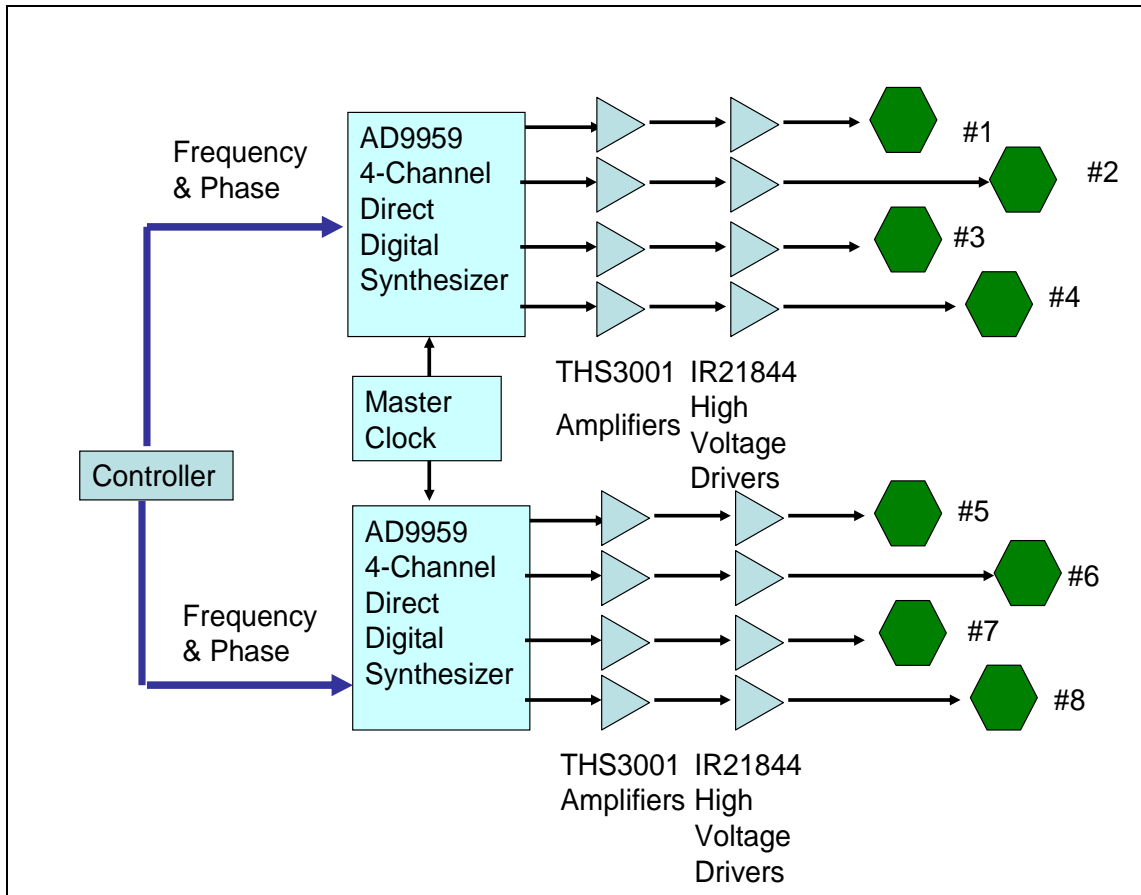 Frequency
& Phase
AD9959
4-Channel
Direct
Digital
Synthesizer
#1
#2
#3
#4
THS3001
Amplifiers
IR21844
High
Voltage
Drivers
Master
Clock
Controller
Frequency
& Phase
AD9959
4-Channel
Direct
Digital
Synthesizer
#5
#6
#7
#8
THS3001
Amplifiers
IR21844
High
Voltage
Drivers